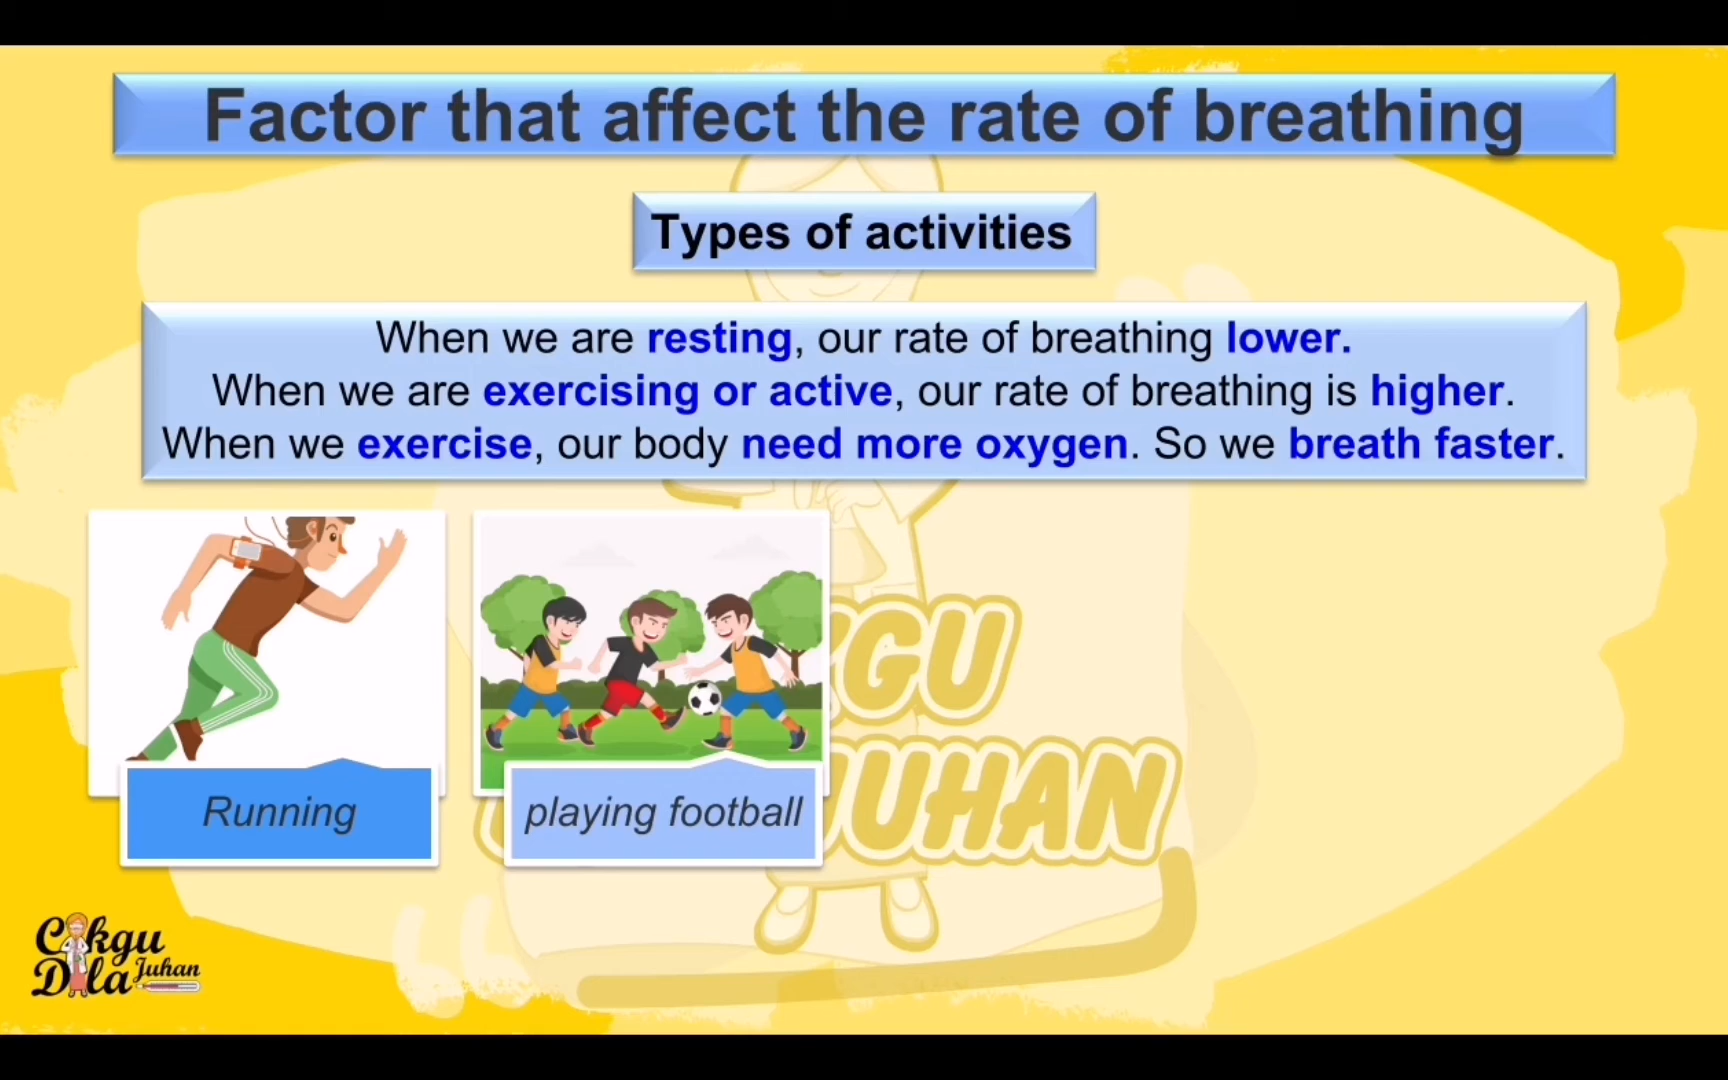 Factor that affect the rate of breathing
Types of activities
When we are resting, our rate of breathing lower.
When we are exercising or active, our rate of breathing is higher.
When we exercise, our body need more oxygen. So we breath faster.
Running
playing football
GU
JUHAN
Cikgu
Dila Juhan